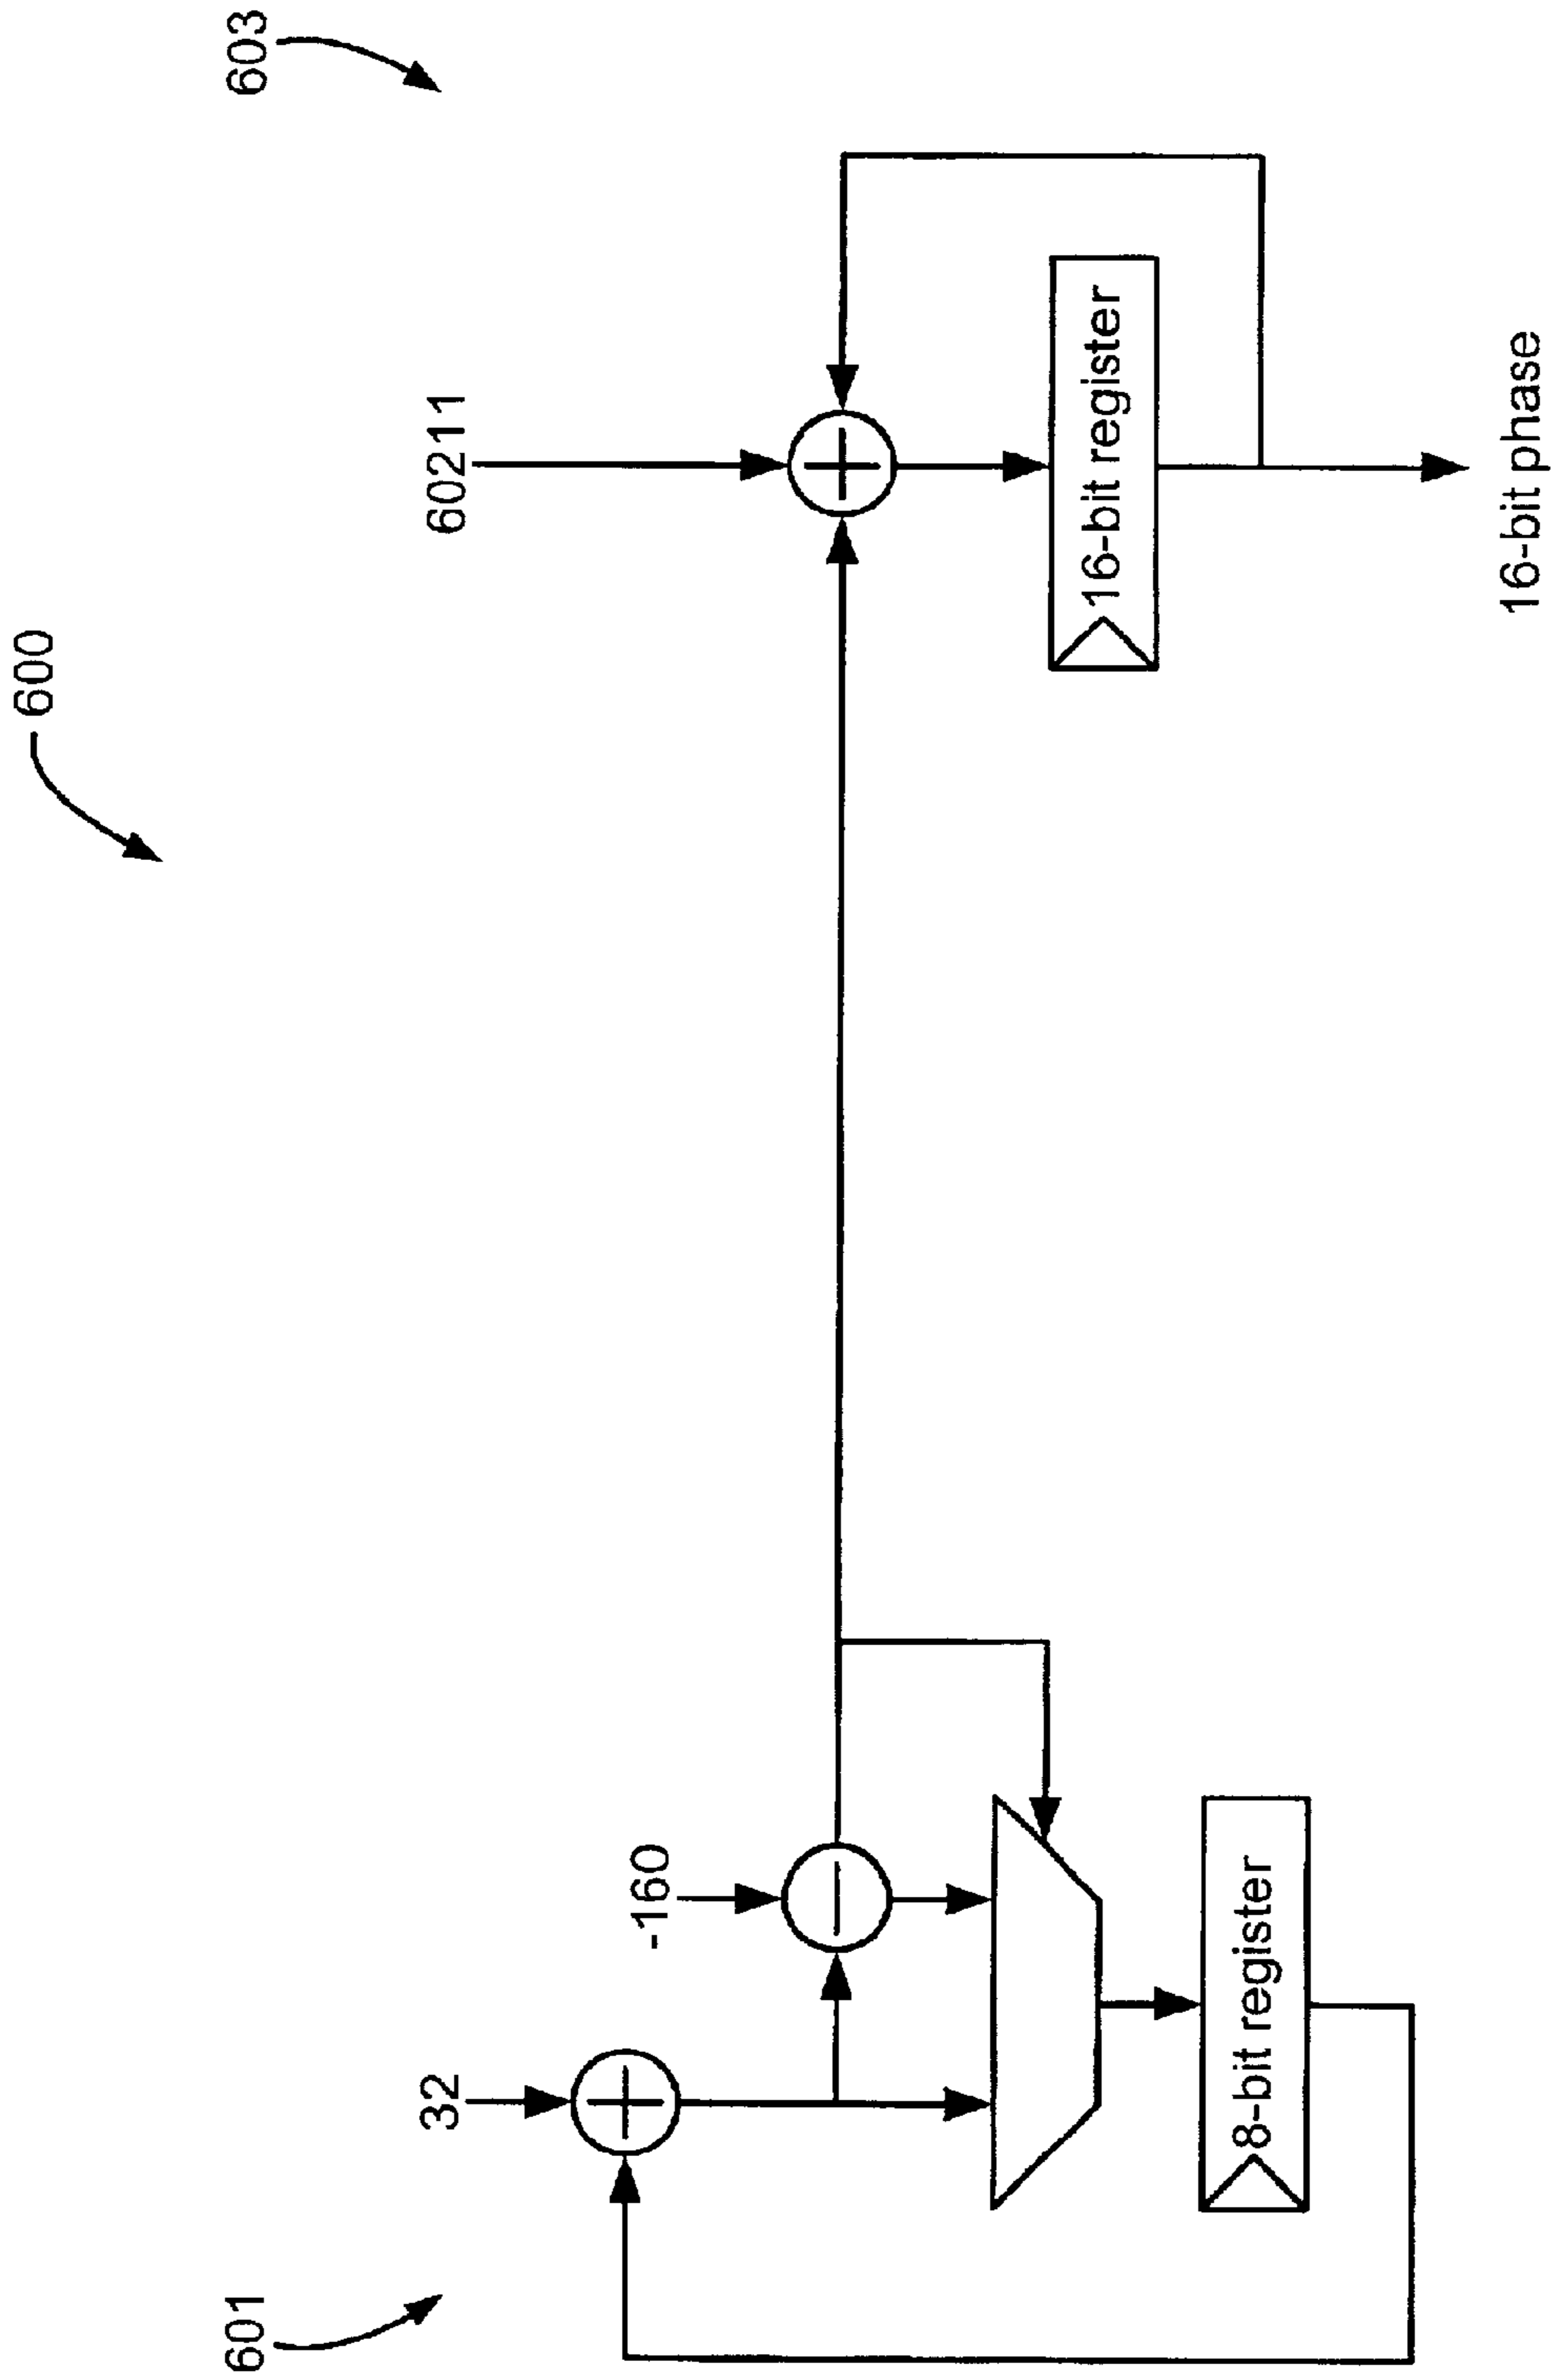 600
601
603
32
-160
60211
8-bit register
16-bit register
16-bit phase